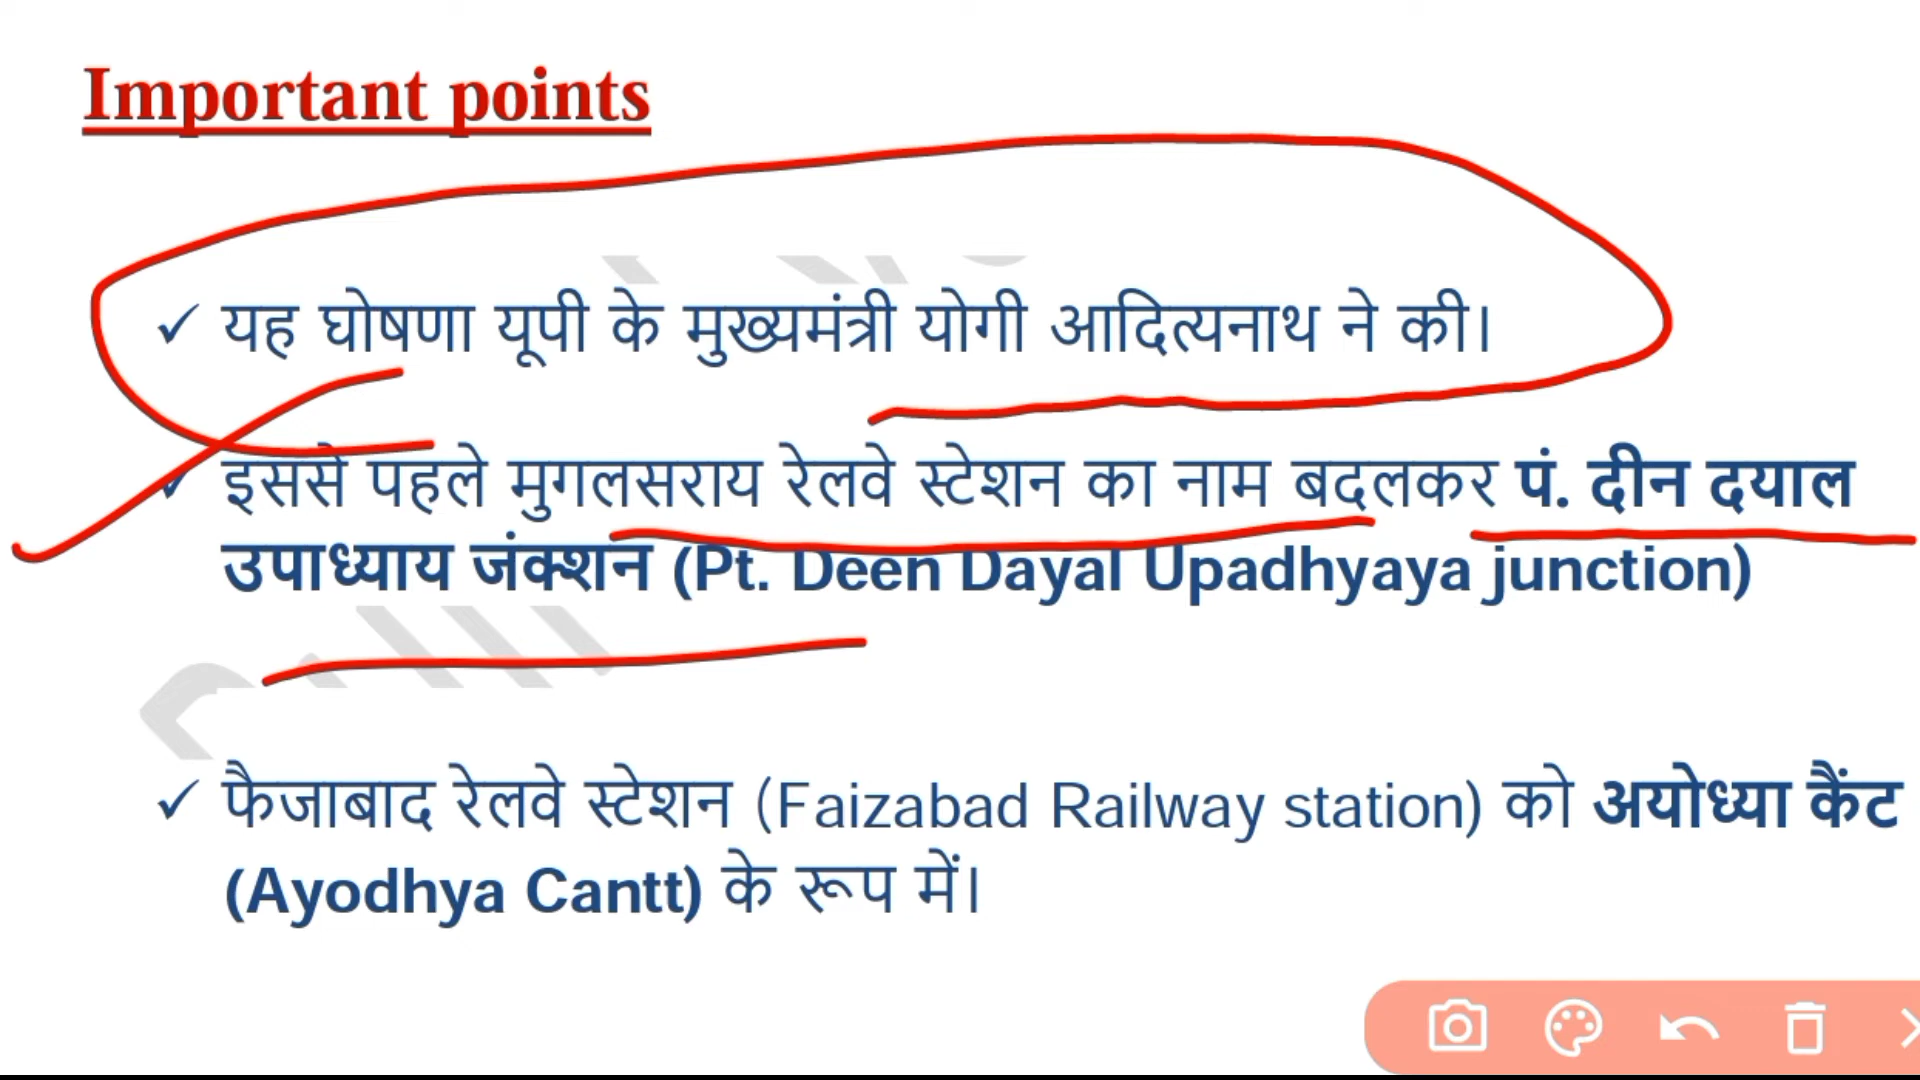 Important points
यह घोषणा यूपी के मुख्यमंत्री योगी आदित्यनाथ ने की।
इससे पहले मुगलसराय रेलवे स्टेशन का नाम बदलकर पं. दीन दयाल
उपाध्याय जंक्शन (Pt. Deen Dayal Upadhyaya junction)
फैजाबाद रेलवे स्टेशन (Faizabad Railway station) को अयोध्या कैंट
(Ayodhya Cantt) के रूप में।